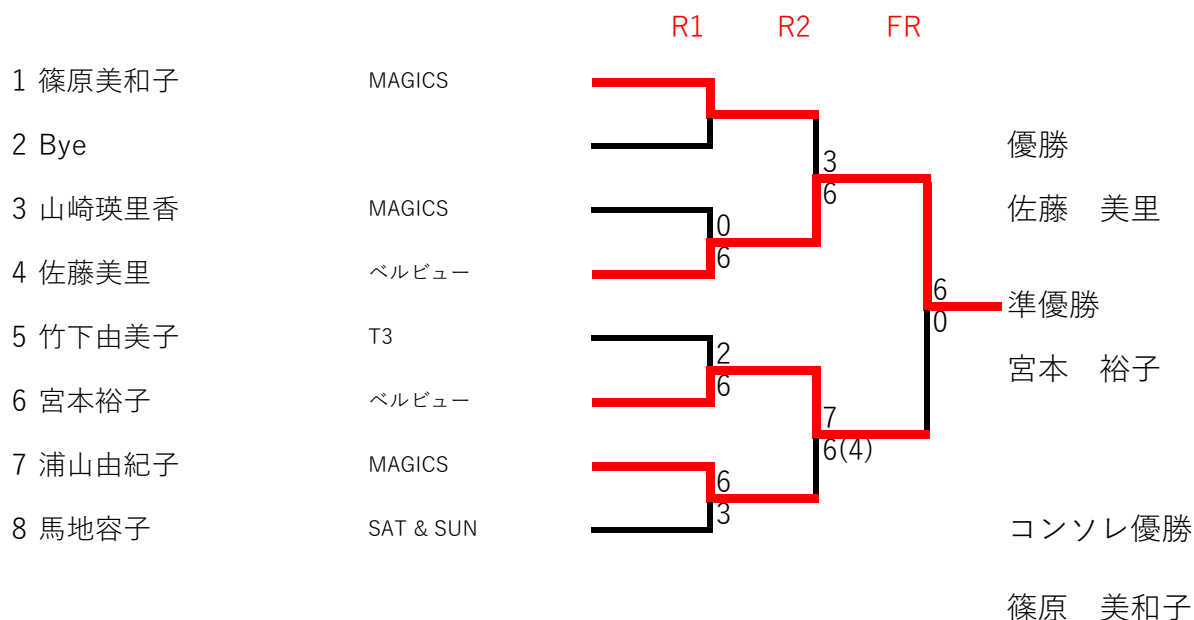 R1 R2 FR
1 篠原美和子 MAGICS
2 Bye 優勝
3
6
3 山崎瑛里香 MAGICS 佐藤　美里
0
6
4 佐藤美里 ベルビュー
6
0
準優勝
5 竹下由美子 T3
2
6
宮本　裕子
6 宮本裕子 ベルビュー
7
6(4)
7 浦山由紀子 MAGICS
6
3
8 馬地容子 SAT & SUN コンソレ優勝
篠原　美和子